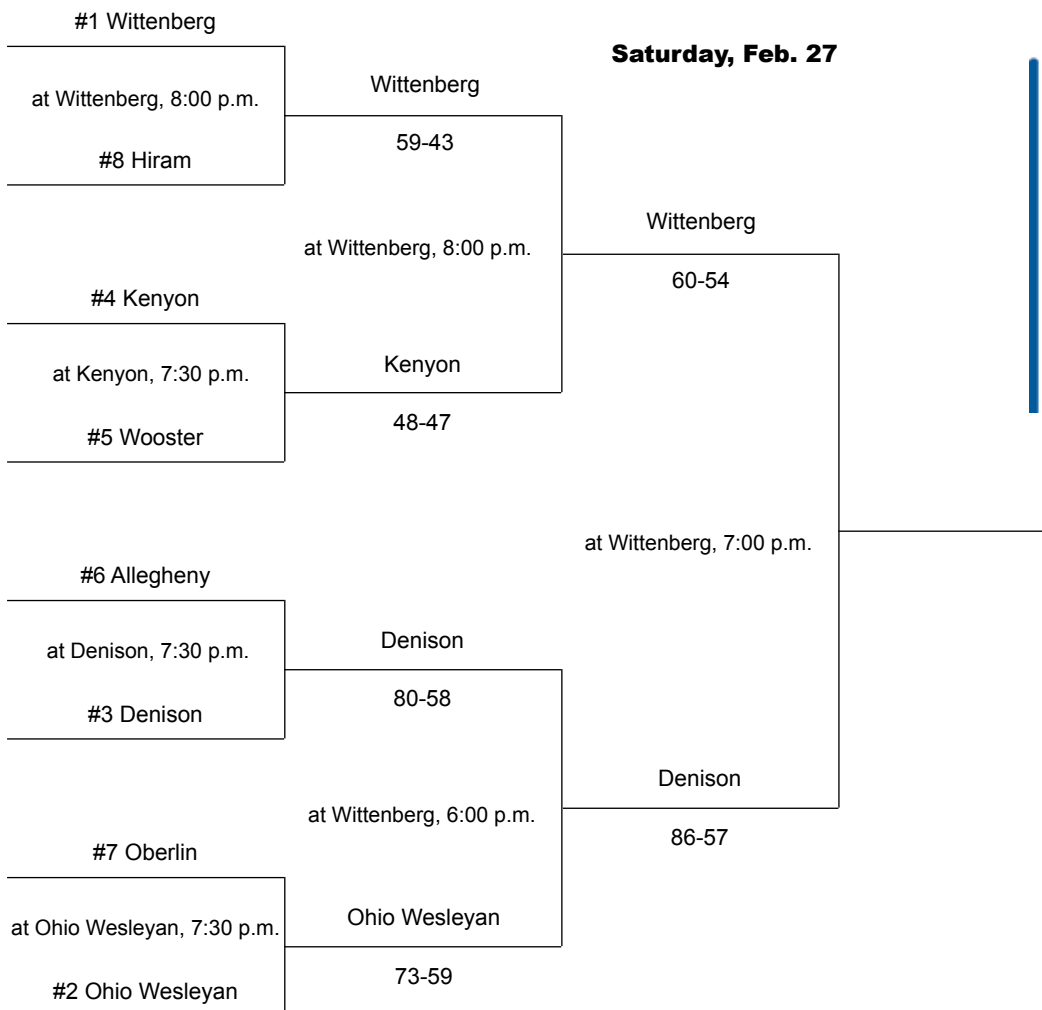 #1 Wittenberg
Saturday, Feb. 27
Wittenberg
at Wittenberg, 8:00 p.m.
59-43
#8 Hiram
Wittenberg
at Wittenberg, 8:00 p.m.
60-54
#4 Kenyon
Kenyon
at Kenyon, 7:30 p.m.
48-47
#5 Wooster
at Wittenberg, 7:00 p.m.
#6 Allegheny
Denison
at Denison, 7:30 p.m.
80-58
#3 Denison
Denison
at Wittenberg, 6:00 p.m.
86-57
#7 Oberlin
Ohio Wesleyan
at Ohio Wesleyan, 7:30 p.m.
73-59
#2 Ohio Wesleyan